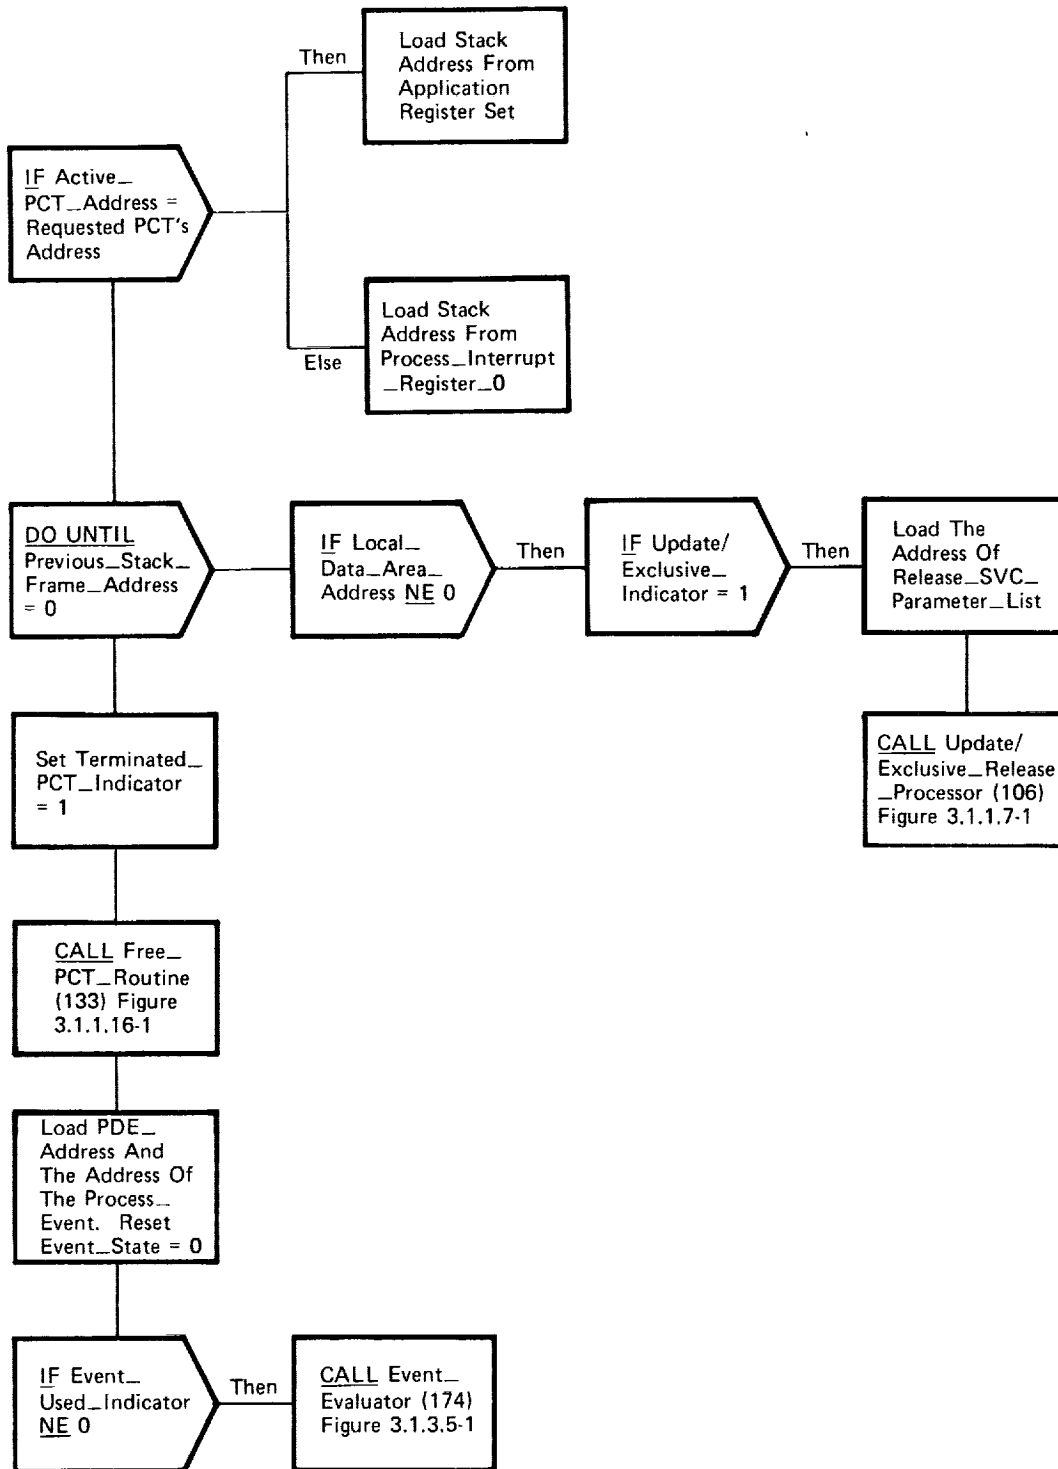 Then
Load Stack
Address From
Application
Register Set
IF Active_
PCT_Address =
Requested PCT's
Address
Else
Load Stack
Address From
Process_Interrupt
_Register_0
DO UNTIL
Previous_Stack_
Frame_Address
= 0
IF Local_
Data_Area_
Address NE 0
Then
IF Update/
Exclusive_
Indicator = 1
Then
Load The
Address Of
Release_SVC_
Parameter_List
CALL Update/
Exclusive_Release
_Processor (106)
Figure 3.1.1.7-1
Set Terminated_
PCT_Indicator
= 1
CALL Free_
PCT_Routine
(133) Figure
3.1.1.16-1
Load PDE_
Address And
The Address Of
The Process_
Event. Reset
Event_State = 0
IF Event_
Used_Indicator
NE 0
Then
CALL Event_
Evaluator (174)
Figure 3.1.3.5-1